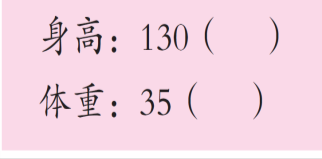 身高：130（　　）
体重：35（　　）